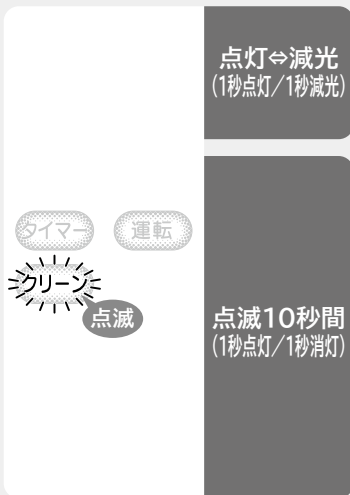 点灯⇔減光
(1秒点灯/1秒減光)
タイマー 運転
クリーン
点滅
点滅10秒間
(1秒点灯/1秒消灯)